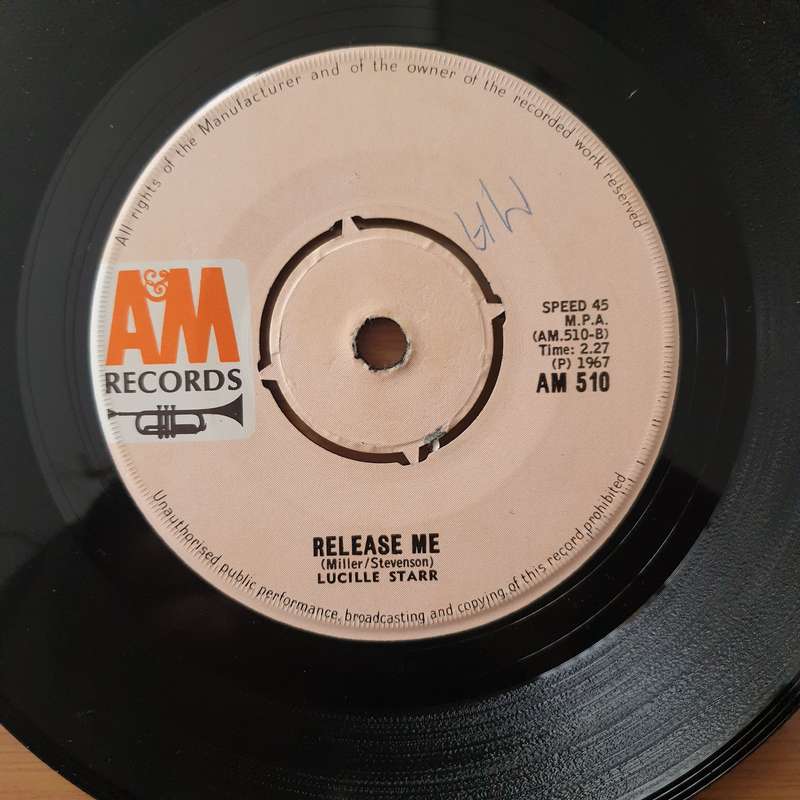 All rights of the Manufacturer and of the owner of the recorded work reserved
A&M
RECORDS
SPEED 45
M.P.A.
(AM.510-B)
Time: 2.27
(P) 1967
AM 510
RELEASE ME
(Miller/Stevenson)
LUCILLE STARR
Unauthorised public performance, broadcasting and copying of this record prohibited